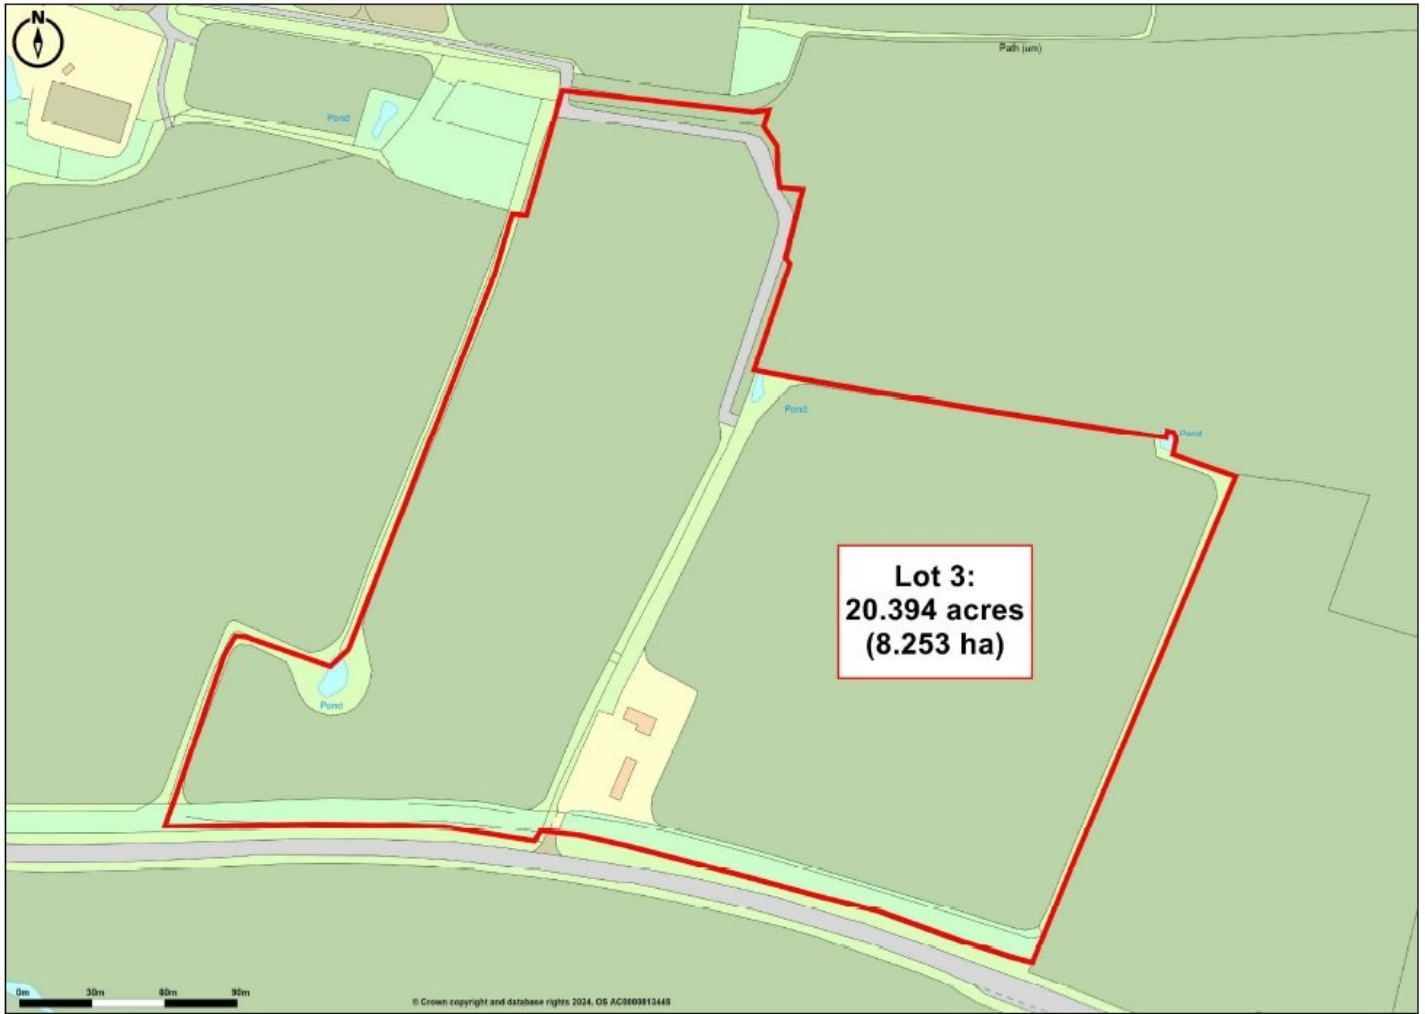 N
Path (um)
Pond
Pond
Pond
Lot 3:
20.394 acres
(8.253 ha)
Pond
0m 30m 60m 90m
© Crown copyright and database rights 2024. OS AC0000813445